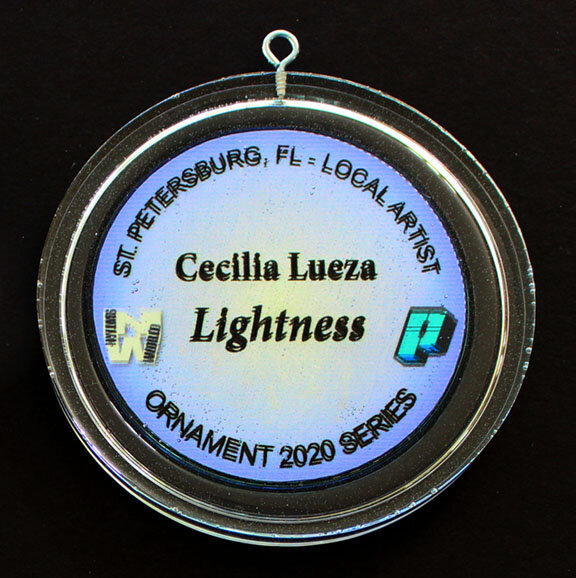 ST. PETERSBURG, FL - LOCAL ARTIST
Cecilia Lueza
Lightness
P
ORNAMENT 2020 SERIES